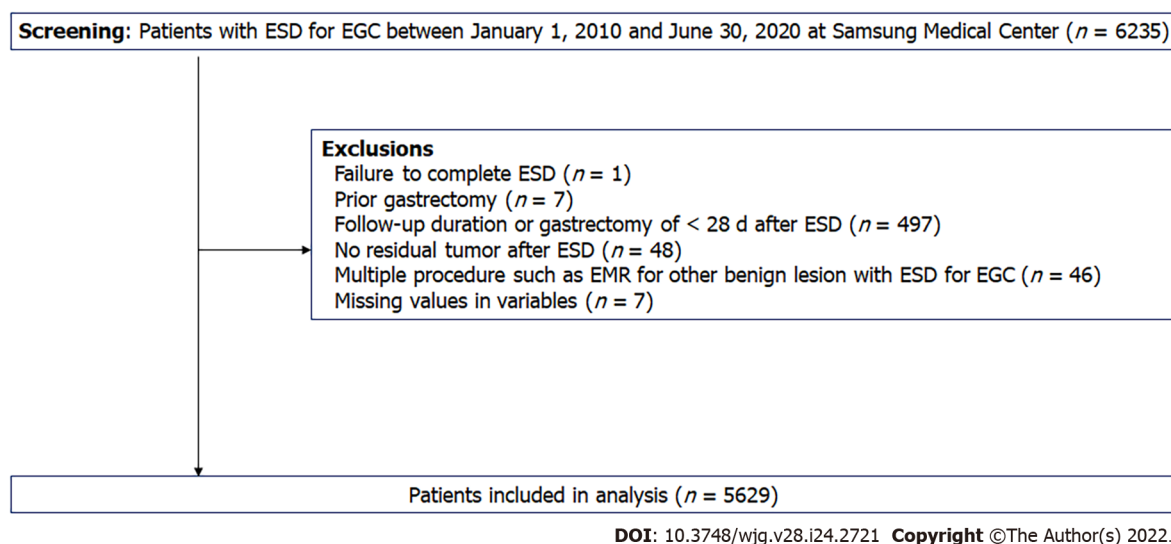 Screening: Patients with ESD for EGC between January 1, 2010 and June 30, 2020 at Samsung Medical Center (n = 6235)
Exclusions
Failure to complete ESD (n = 1)
Prior gastrectomy (n = 7)
Follow-up duration or gastrectomy of < 28 d after ESD (n = 497)
No residual tumor after ESD (n = 48)
Multiple procedure such as EMR for other benign lesion with ESD for EGC (n = 46)
Missing values in variables (n = 7)
Patients included in analysis (n = 5629)
DOI: 10.3748/wjg.v28.i24.2721 Copyright ©The Author(s) 2022.